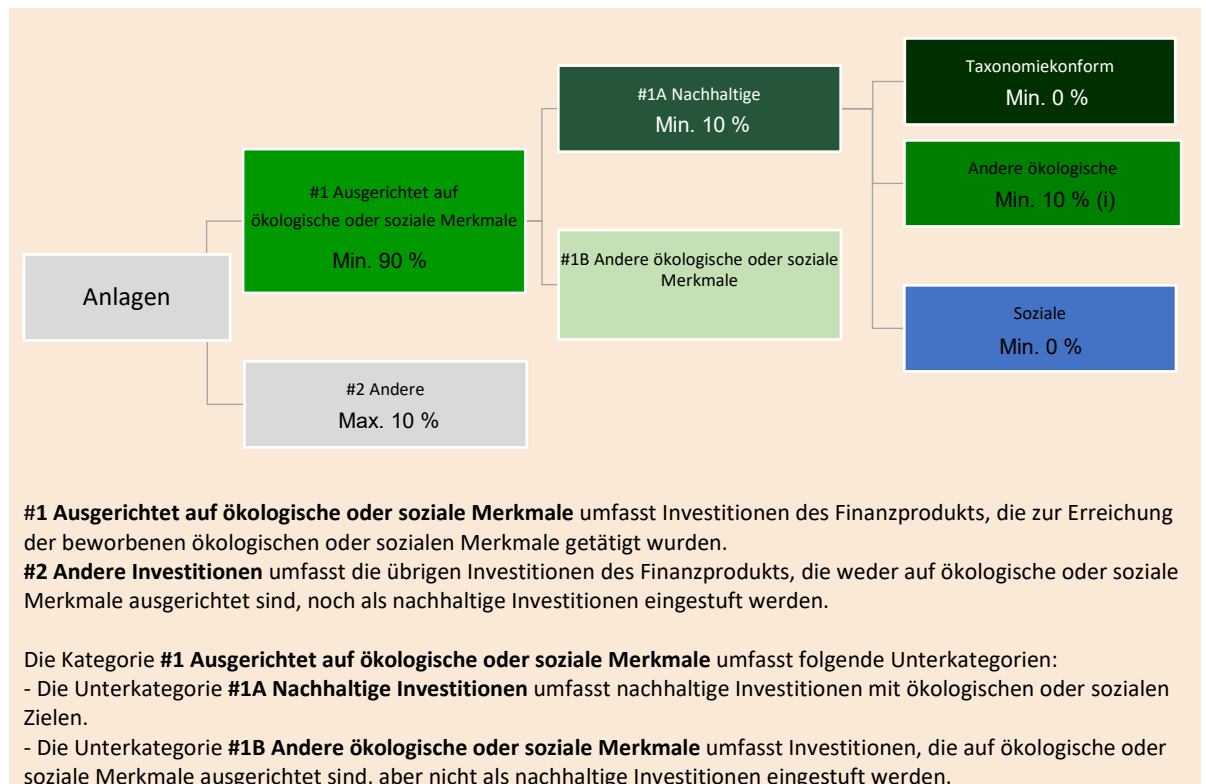 Anlagen
#1 Ausgerichtet auf
ökologische oder soziale Merkmale
Min. 90 %
#2 Andere
Max. 10 %
#1A Nachhaltige
Min. 10 %
#1B Andere ökologische oder soziale
Merkmale
Taxonomiekonform
Min. 0 %
Andere ökologische
Min. 10 % (i)
Soziale
Min. 0 %
#1 Ausgerichtet auf ökologische oder soziale Merkmale umfasst Investitionen des Finanzprodukts, die zur Erreichung
der beworbenen ökologischen oder sozialen Merkmale getätigt wurden.
#2 Andere Investitionen umfasst die übrigen Investitionen des Finanzprodukts, die weder auf ökologische oder soziale
Merkmale ausgerichtet sind, noch als nachhaltige Investitionen eingestuft werden.
Die Kategorie #1 Ausgerichtet auf ökologische oder soziale Merkmale umfasst folgende Unterkategorien:
- Die Unterkategorie #1A Nachhaltige Investitionen umfasst nachhaltige Investitionen mit ökologischen oder sozialen
Zielen.
- Die Unterkategorie #1B Andere ökologische oder soziale Merkmale umfasst Investitionen, die auf ökologische oder
soziale Merkmale ausgerichtet sind, aber nicht als nachhaltige Investitionen eingestuft werden.